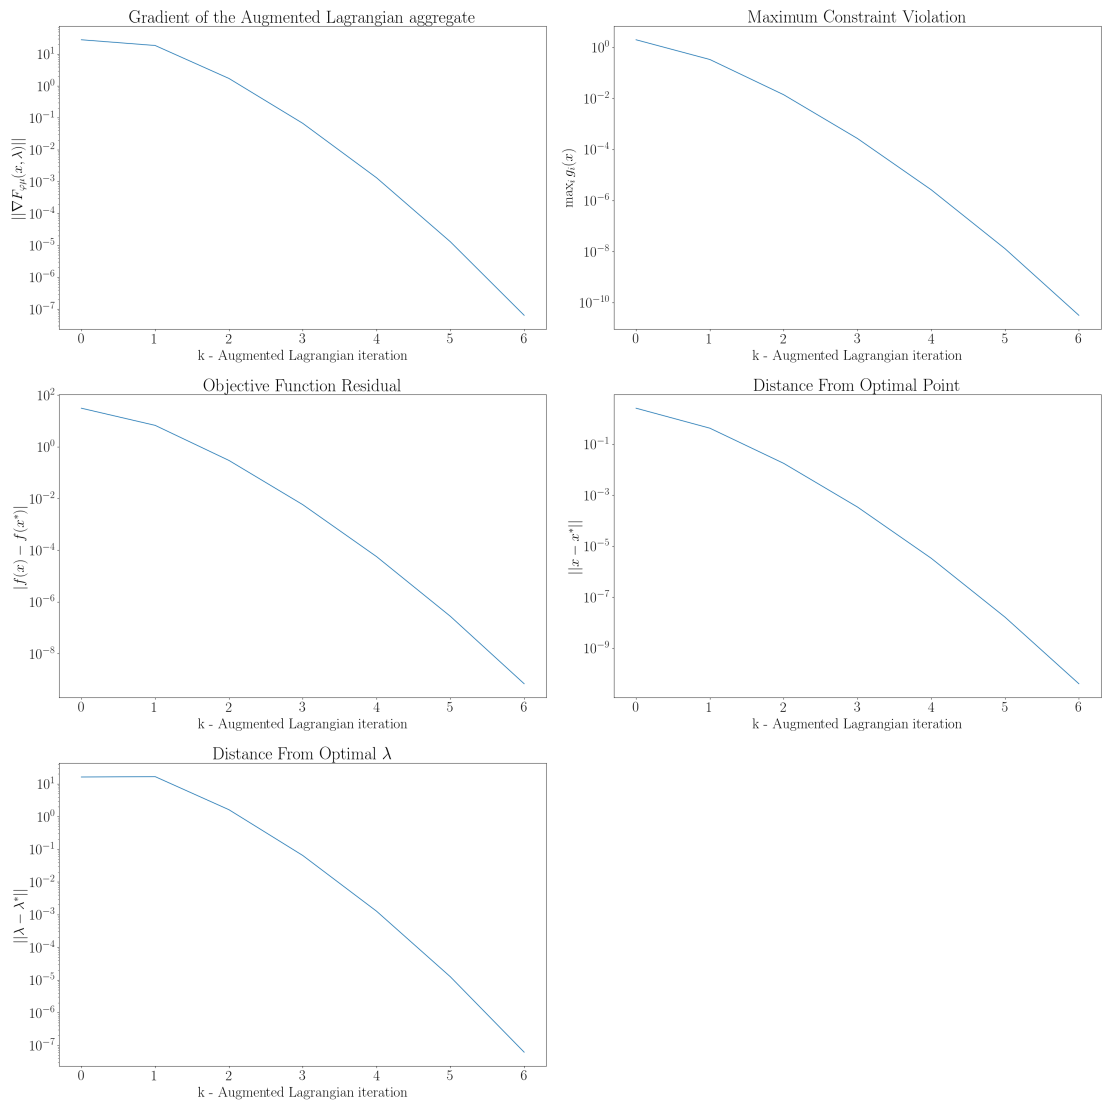 Gradient of the Augmented Lagrangian aggregate
||∇F_{φμ}(x, λ)||
10^1
10^0
10^{-1}
10^{-2}
10^{-3}
10^{-4}
10^{-5}
10^{-6}
10^{-7}
0 1 2 3 4 5 6
k - Augmented Lagrangian iteration
Maximum Constraint Violation
max_i g_i(x)
10^0
10^{-2}
10^{-4}
10^{-6}
10^{-8}
10^{-10}
0 1 2 3 4 5 6
k - Augmented Lagrangian iteration
Objective Function Residual
|f(x) − f(x*)|
10^2
10^0
10^{-2}
10^{-4}
10^{-6}
10^{-8}
0 1 2 3 4 5 6
k - Augmented Lagrangian iteration
Distance From Optimal Point
||x − x*||
10^{-1}
10^{-3}
10^{-5}
10^{-7}
10^{-9}
0 1 2 3 4 5 6
k - Augmented Lagrangian iteration
Distance From Optimal λ
||λ − λ*||
10^1
10^0
10^{-1}
10^{-2}
10^{-3}
10^{-4}
10^{-5}
10^{-6}
10^{-7}
0 1 2 3 4 5 6
k - Augmented Lagrangian iteration